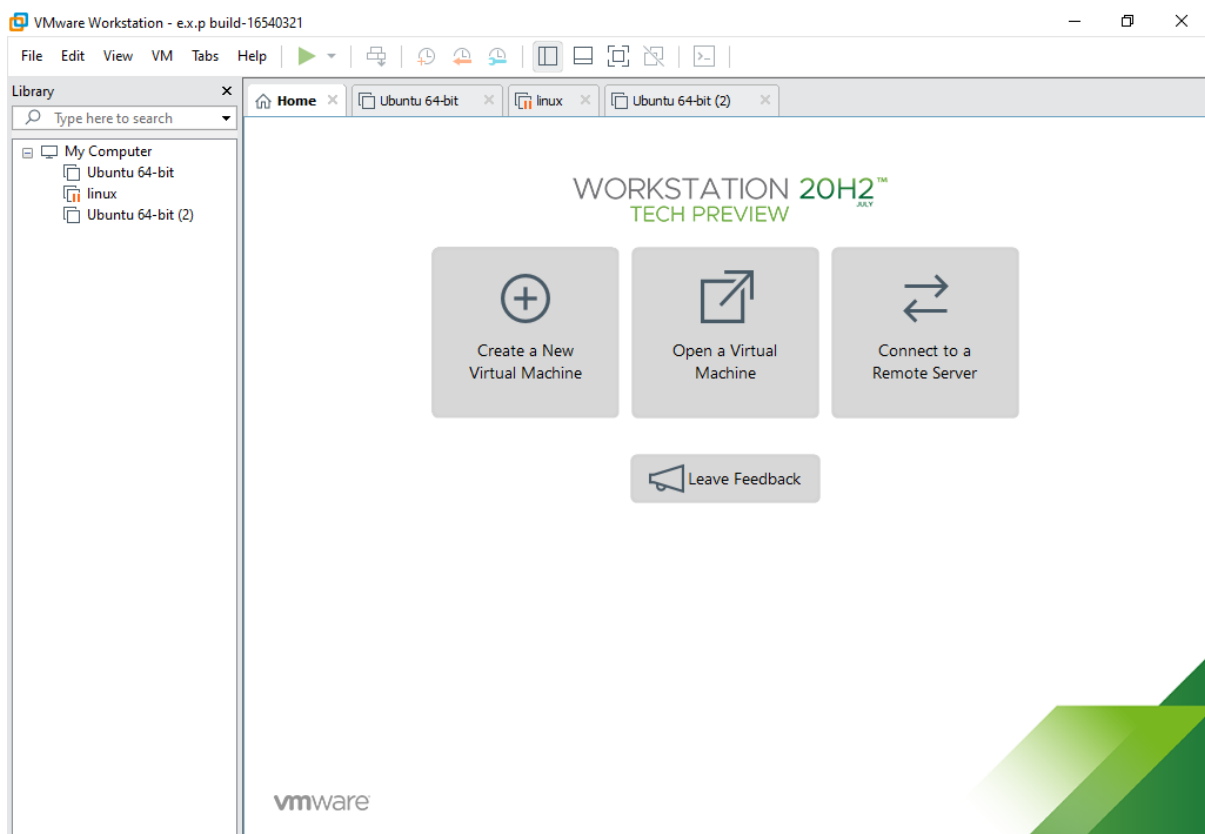 VMware Workstation - e.x.p build-16540321
File Edit View VM Tabs Help
Library
Type here to search
My Computer
Ubuntu 64-bit
linux
Ubuntu 64-bit (2)
Home
Ubuntu 64-bit
linux
Ubuntu 64-bit (2)
WORKSTATION 20H2™
JULY
TECH PREVIEW
Create a New
Virtual Machine
Open a Virtual
Machine
Connect to a
Remote Server
Leave Feedback
vmware